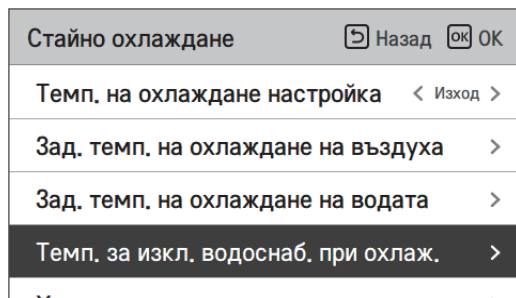 Стайно охлаждане Назад OK OK
Темп. на охлаждане настройка < Изход >
Зад. темп. на охлаждане на въздуха >
Зад. темп. на охлаждане на водата >
Темп. за изкл. водоснаб. при охлаж. >